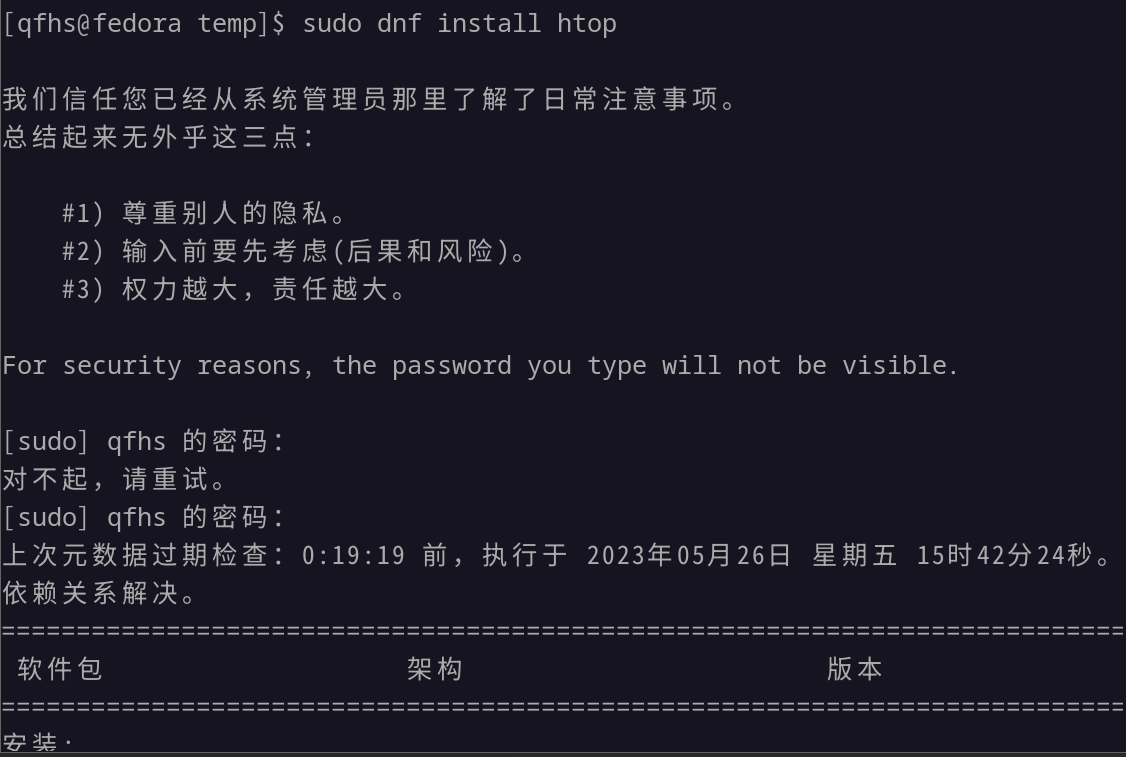 [qfhs@fedora temp]$ sudo dnf install htop
我们信任您已经从系统管理员那里了解了日常注意事项。
总结起来无外乎这三点：
#1) 尊重别人的隐私。
#2) 输入前要先考虑(后果和风险)。
#3) 权力越大，责任越大。
For security reasons, the password you type will not be visible.
[sudo] qfhs 的密码：
对不起，请重试。
[sudo] qfhs 的密码：
上次元数据过期检查：0:19:19 前，执行于 2023年05月26日 星期五 15时42分24秒。
依赖关系解决。
===========================================================================
软件包 架构 版本
===========================================================================
安装: